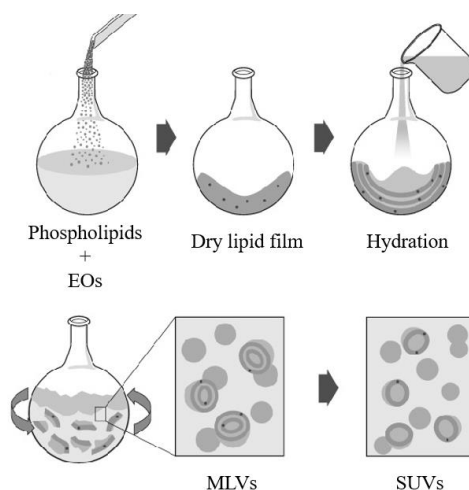 Phospholipids
+
EOs
Dry lipid film
Hydration
MLVs
SUVs